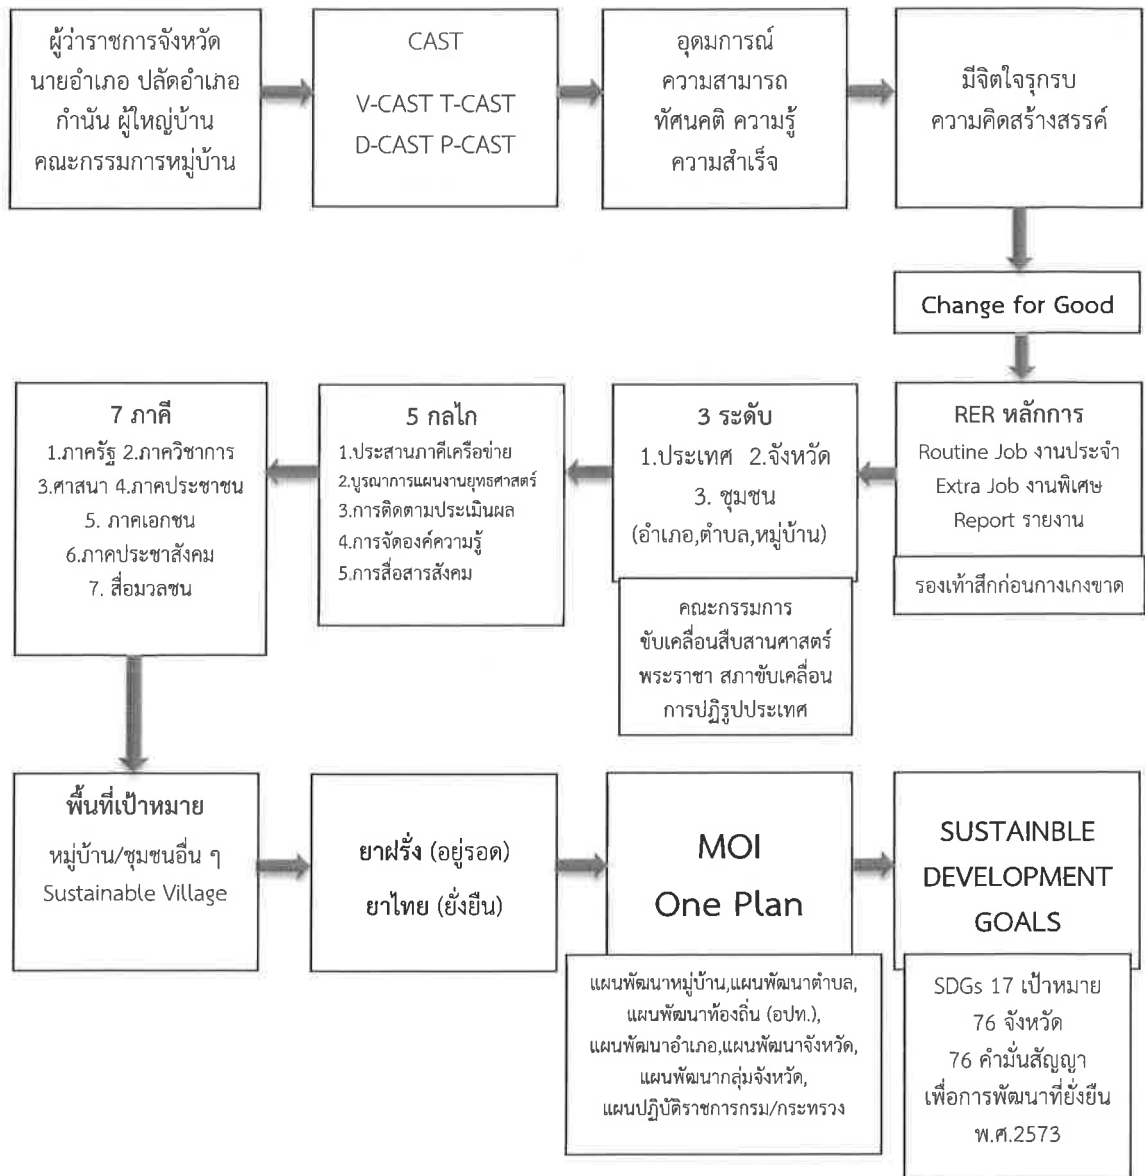 ผู้ว่าราชการจังหวัด
นายอำเภอ ปลัดอำเภอ
กำนัน ผู้ใหญ่บ้าน
คณะกรรมการหมู่บ้าน
CAST
V-CAST T-CAST
D-CAST P-CAST
อุดมการณ์
ความสามารถ
ทัศนคติ ความรู้
ความสำเร็จ
มีจิตใจรุกรบ
ความคิดสร้างสรรค์
Change for Good
RER หลักการ
Routine Job งานประจำ
Extra Job งานพิเศษ
Report รายงาน
รองเท้าสึกก่อนกางเกงขาด
3 ระดับ
1.ประเทศ 2.จังหวัด
3. ชุมชน
(อำเภอ,ตำบล,หมู่บ้าน)
คณะกรรมการ
ขับเคลื่อนสืบสานศาสตร์
พระราชา สภาขับเคลื่อน
การปฏิรูปประเทศ
5 กลไก
1.ประสานภาคีเครือข่าย
2.บูรณาการแผนงานยุทธศาสตร์
3.การติดตามประเมินผล
4.การจัดองค์ความรู้
5.การสื่อสารสังคม
7 ภาคี
1.ภาครัฐ 2.ภาควิชาการ
3.ศาสนา 4.ภาคประชาชน
5. ภาคเอกชน
6.ภาคประชาสังคม
7. สื่อมวลชน
พื้นที่เป้าหมาย
หมู่บ้าน/ชุมชนอื่น ๆ
Sustainable Village
ยาฝรั่ง (อยู่รอด)
ยาไทย (ยั่งยืน)
MOI
One Plan
แผนพัฒนาหมู่บ้าน,แผนพัฒนาตำบล,
แผนพัฒนาท้องถิ่น (อปท.),
แผนพัฒนาอำเภอ,แผนพัฒนาจังหวัด,
แผนพัฒนากลุ่มจังหวัด,
แผนปฏิบัติราชการกรม/กระทรวง
SUSTAINBLE
DEVELOPMENT
GOALS
SDGs 17 เป้าหมาย
76 จังหวัด
76 คำมั่นสัญญา
เพื่อการพัฒนาที่ยั่งยืน
พ.ศ.2573